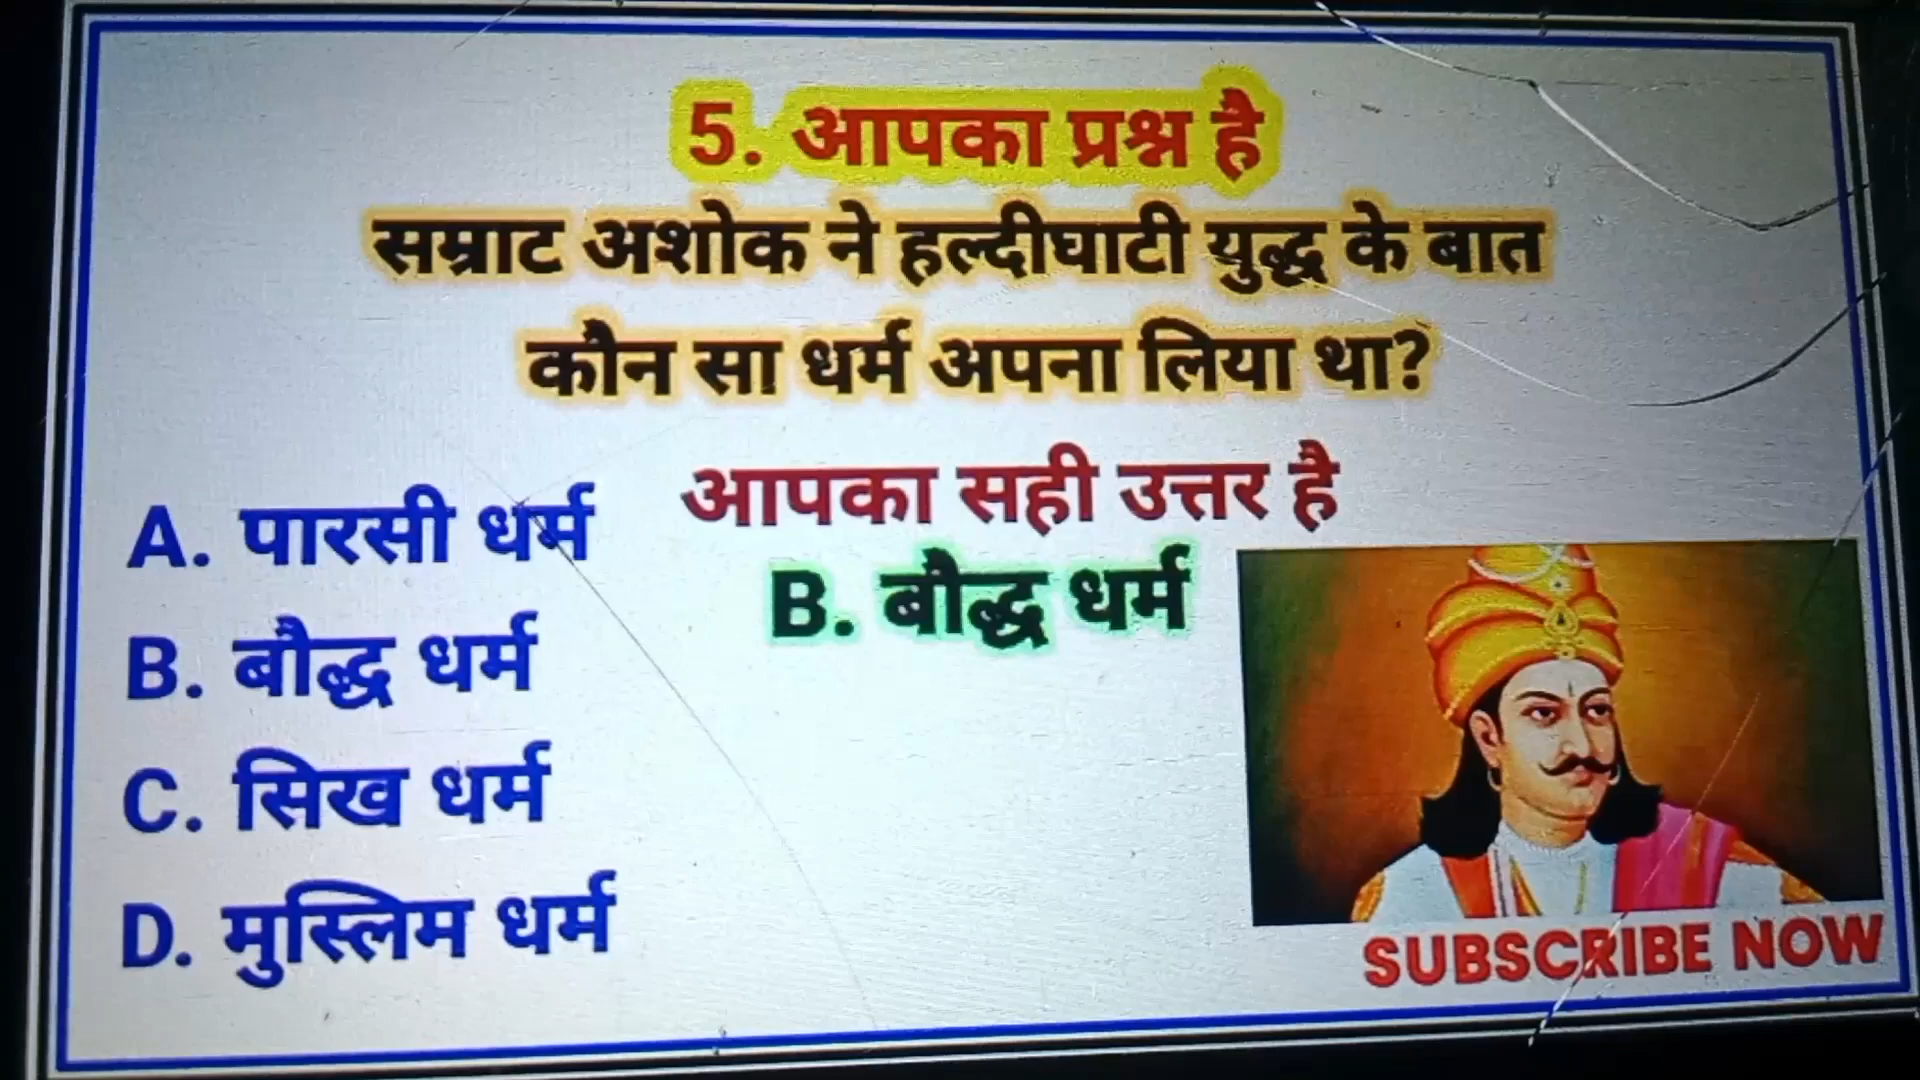 5. आपका प्रश्न है
सम्राट अशोक ने हल्दीघाटी युद्ध के बात
कौन सा धर्म अपना लिया था?
आपका सही उत्तर है
B. बौद्ध धर्म
A. पारसी धर्म
B. बौद्ध धर्म
C. सिख धर्म
D. मुस्लिम धर्म
SUBSCRIBE NOW